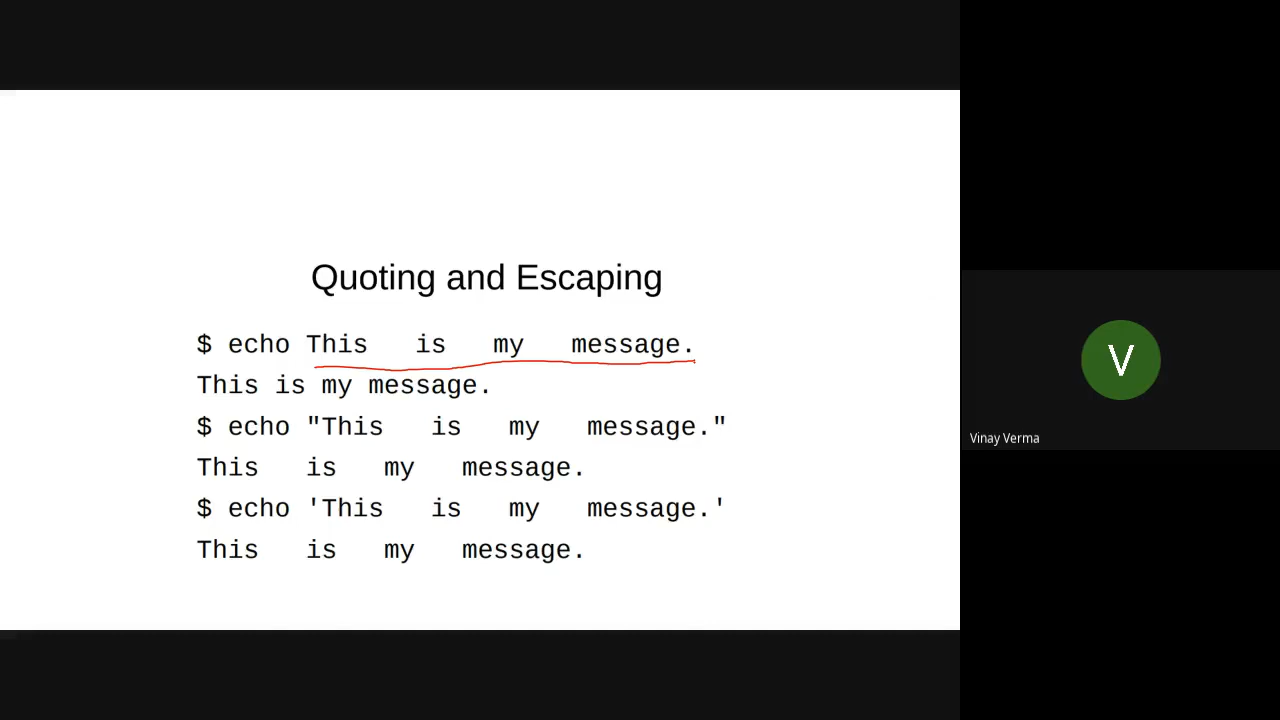 Quoting and Escaping
$ echo This   is   my   message.
This is my message.
$ echo "This   is   my   message."
This   is   my   message.
$ echo 'This   is   my   message.'
This   is   my   message.
V
Vinay Verma